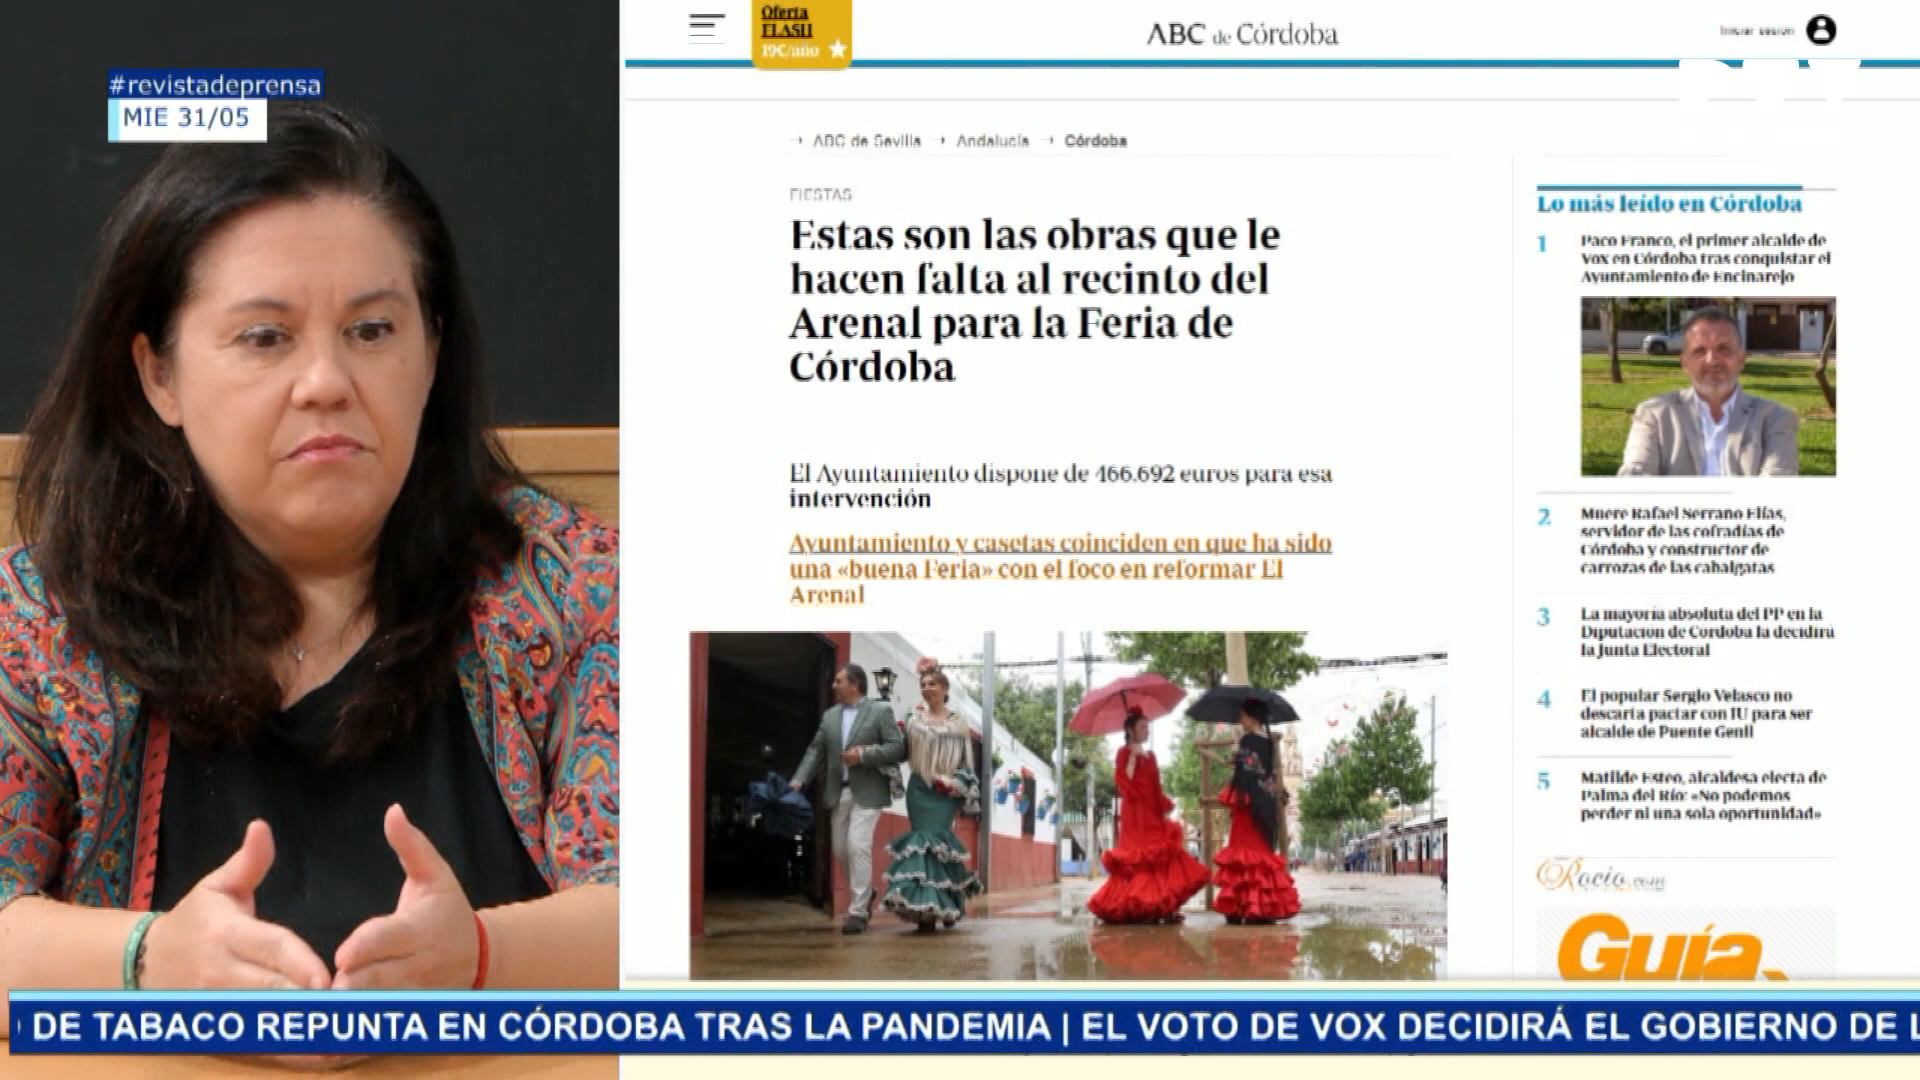 #revistadeprensa
MIE 31/05
Oferta
FLASH
19€/año
ABC de Córdoba
Iniciar sesión
→ ABC de Sevilla → Andalucía → Córdoba
FIESTAS
Estas son las obras que le
hacen falta al recinto del
Arenal para la Feria de
Córdoba
El Ayuntamiento dispone de 466.692 euros para esa
intervención
Ayuntamiento y casetas coinciden en que ha sido
una «buena Feria» con el foco en reformar El
Arenal
Lo más leído en Córdoba
1
Paco Franco, el primer alcalde de
Vox en Córdoba tras conquistar el
Ayuntamiento de Encinarejo
2
Muere Rafael Serrano Elías,
servidor de las cofradías de
Córdoba y constructor de
carrozas de las cabalgatas
3
La mayoría absoluta del PP en la
Diputación de Córdoba la decidirá
la Junta Electoral
4
El popular Sergio Velasco no
descarta pactar con IU para ser
alcalde de Puente Genil
5
Matilde Esteo, alcaldesa electa de
Palma del Río: «No podemos
perder ni una sola oportunidad»
Rocio.com
Guía
DE TABACO REPUNTA EN CÓRDOBA TRAS LA PANDEMIA | EL VOTO DE VOX DECIDIRÁ EL GOBIERNO DE L